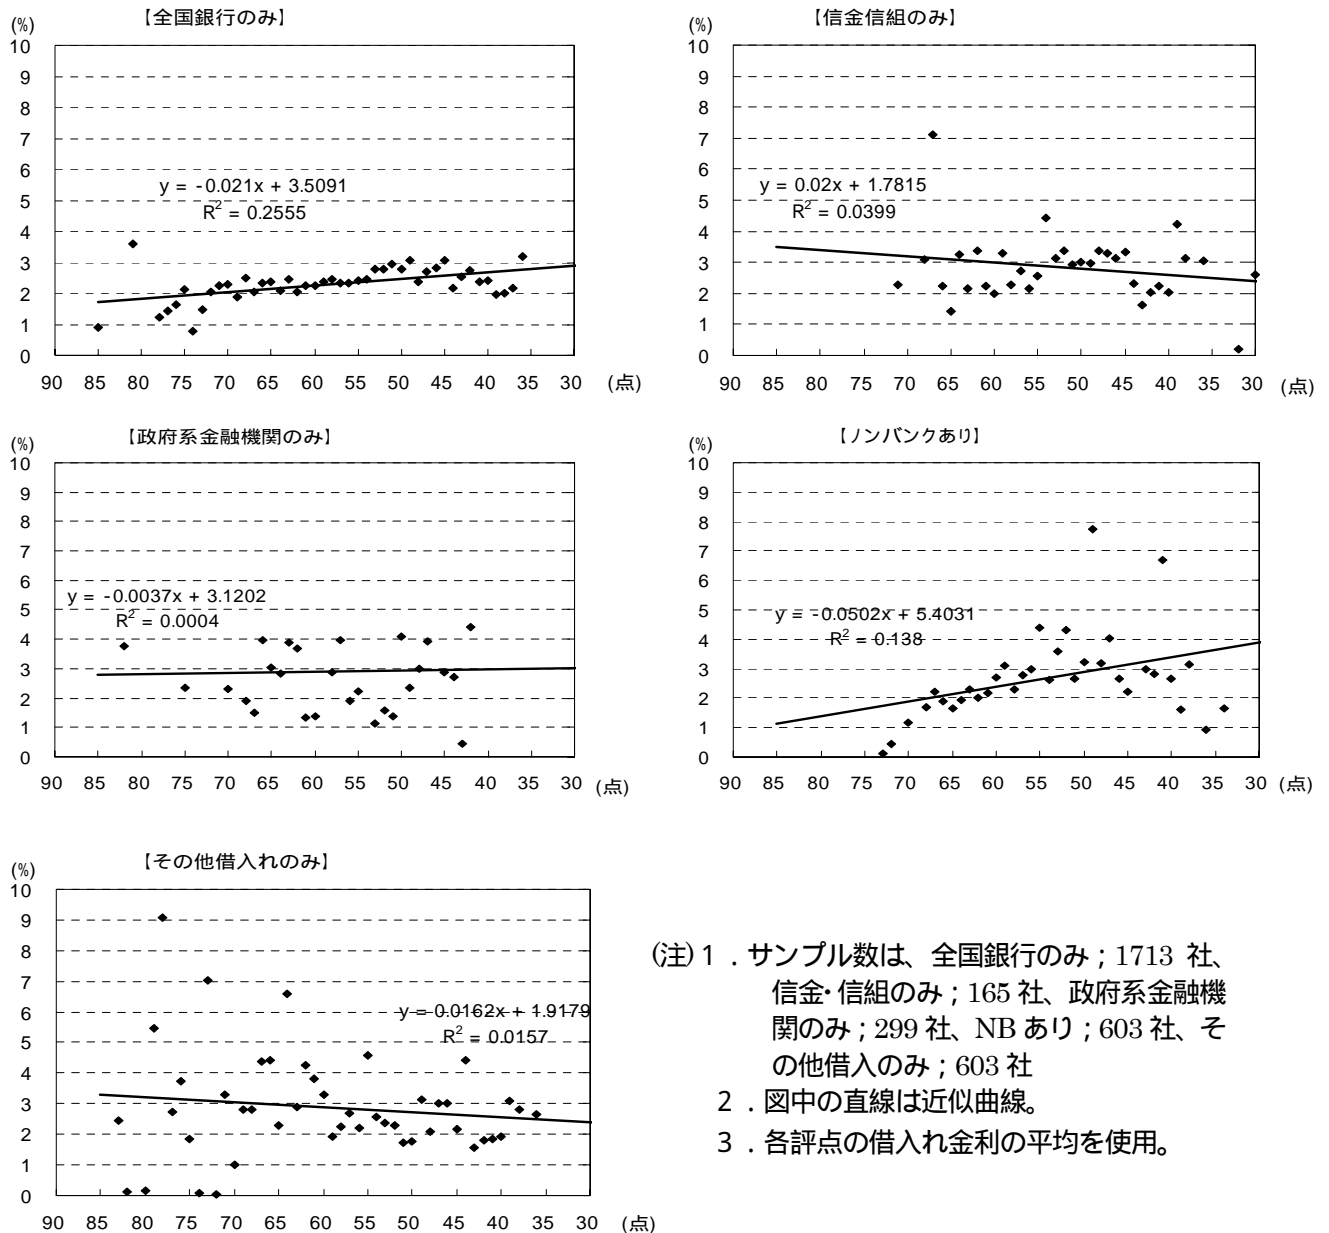 【全国銀行のみ】
(%)
10
9
8
7
6
5
4
3
2
1
0
y = -0.021x + 3.5091
R² = 0.2555
90 85 80 75 70 65 60 55 50 45 40 35 30 (点)
【信金信組のみ】
(%)
10
9
8
7
6
5
4
3
2
1
0
y = 0.02x + 1.7815
R² = 0.0399
90 85 80 75 70 65 60 55 50 45 40 35 30 (点)
【政府系金融機関のみ】
(%)
10
9
8
7
6
5
4
3
2
1
0
y = -0.0037x + 3.1202
R² = 0.0004
90 85 80 75 70 65 60 55 50 45 40 35 30 (点)
【ノンバンクあり】
(%)
10
9
8
7
6
5
4
3
2
1
0
y = -0.0502x + 5.4031
R² = 0.138
90 85 80 75 70 65 60 55 50 45 40 35 30 (点)
【その他借入れのみ】
(%)
10
9
8
7
6
5
4
3
2
1
0
y = 0.0162x + 1.9179
R² = 0.0157
90 85 80 75 70 65 60 55 50 45 40 35 30 (点)
(注)1．サンプル数は、全国銀行のみ；1713 社、
信金・信組のみ；165 社、政府系金融機
関のみ；299 社、NB あり；603 社、そ
の他借入のみ；603 社
2．図中の直線は近似曲線。
3．各評点の借入れ金利の平均を使用。